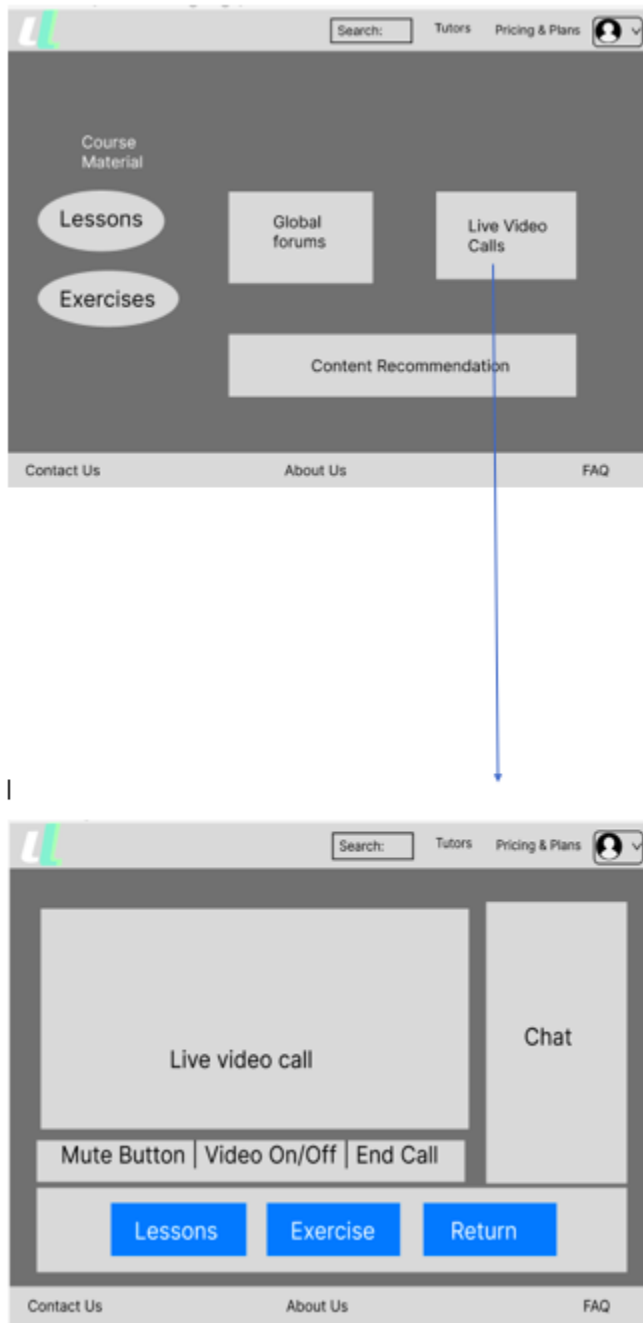 Search:
Tutors
Pricing & Plans
Course
Material
Lessons
Exercises
Global
forums
Live Video
Calls
Content Recommendation
Contact Us
About Us
FAQ
Search:
Tutors
Pricing & Plans
Live video call
Chat
Mute Button | Video On/Off | End Call
Lessons
Exercise
Return
Contact Us
About Us
FAQ